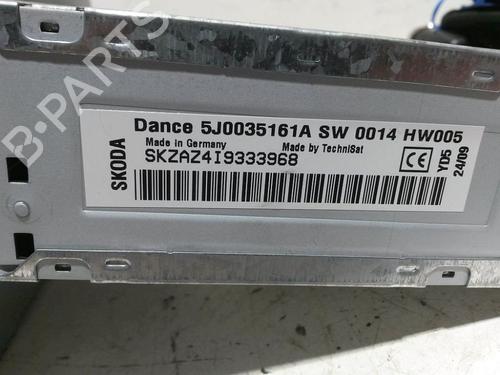 B-PARTS
SKODA
Dance 5J0035161A SW 0014 HW005
Made in Germany Made by TechniSat
SKZAZ4I9333968
CE
YD5
24/09